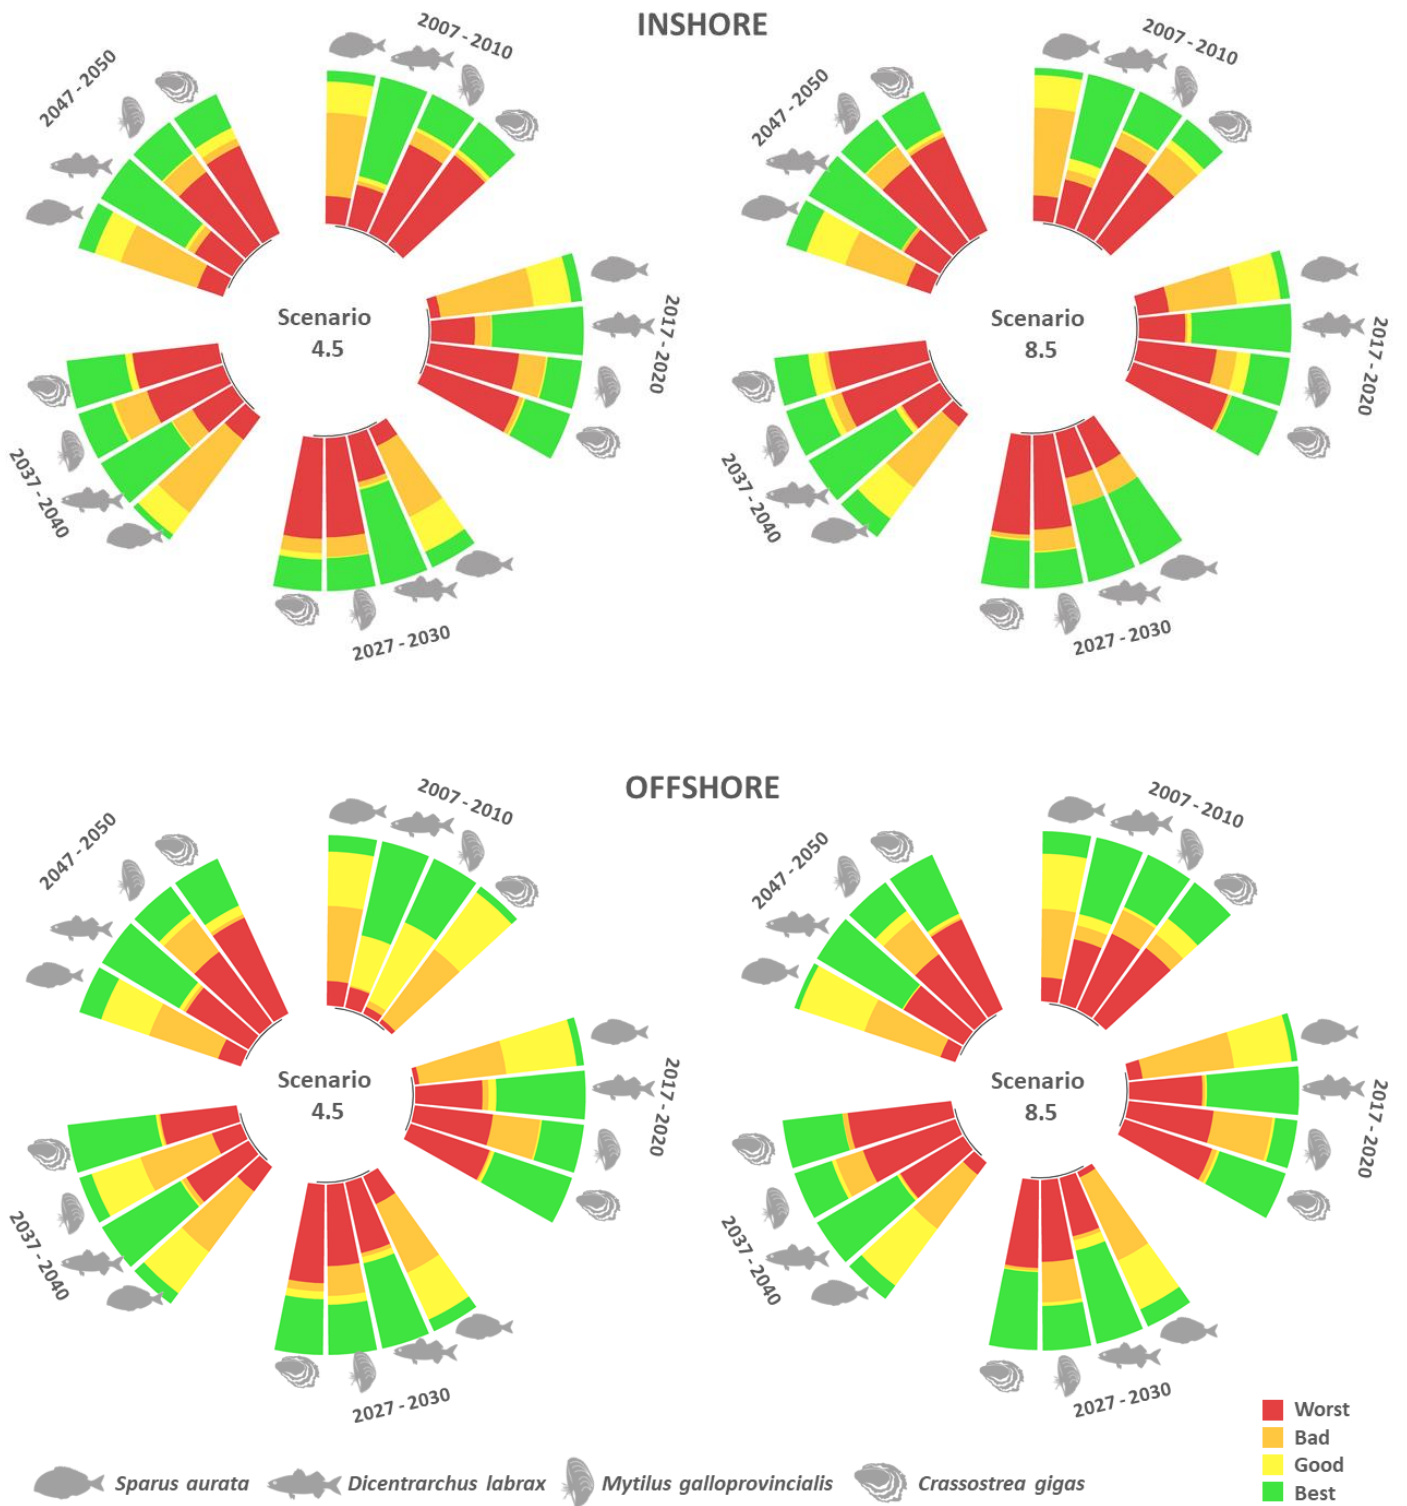 INSHORE
2007 - 2010
2047 - 2050
Scenario
4.5
2017 - 2020
2037 - 2040
2027 - 2030
2007 - 2010
2047 - 2050
Scenario
8.5
2017 - 2020
2037 - 2040
2027 - 2030
OFFSHORE
2007 - 2010
2047 - 2050
Scenario
4.5
2017 - 2020
2037 - 2040
2027 - 2030
2007 - 2010
2047 - 2050
Scenario
8.5
2017 - 2020
2037 - 2040
2027 - 2030
Worst
Bad
Good
Best
Sparus aurata Dicentrarchus labrax Mytilus galloprovincialis Crassostrea gigas